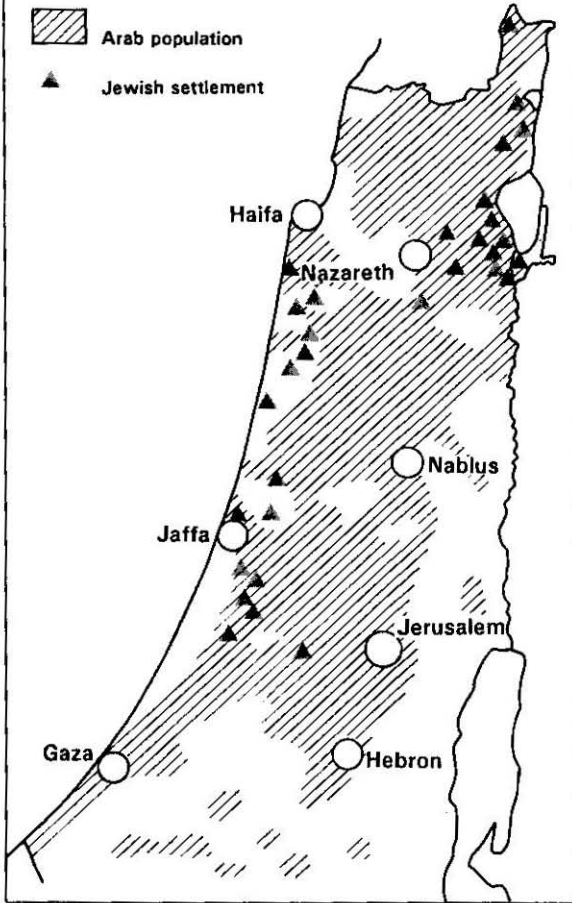 Arab population
Jewish settlement
Haifa
Nazareth
Nablus
Jaffa
Jerusalem
Gaza
Hebron